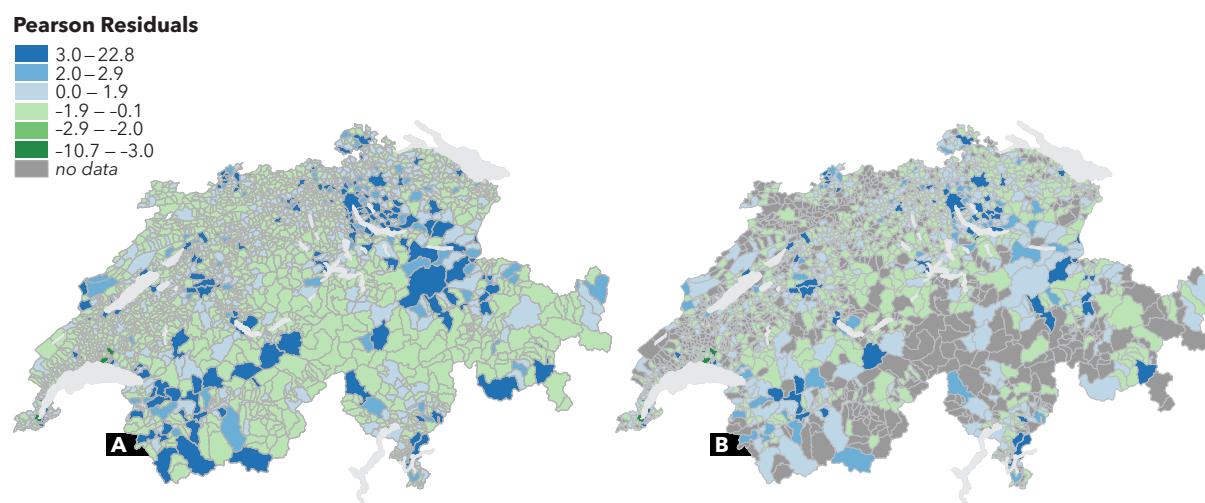 Pearson Residuals
3.0 – 22.8
2.0 – 2.9
0.0 – 1.9
–1.9 – –0.1
–2.9 – –2.0
–10.7 – –3.0
no data
A
B